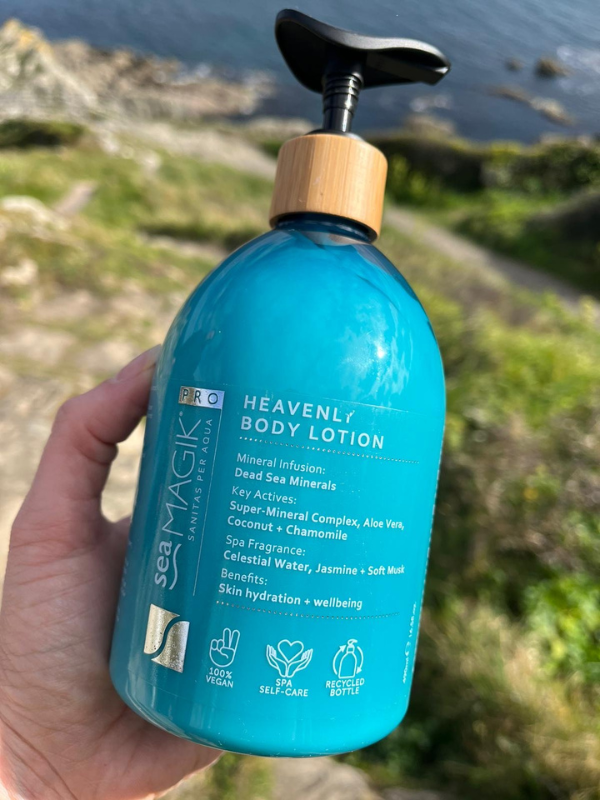 PRO
seaMAGIK®
SANITAS PER AQUA
HEAVENLY
BODY LOTION
Mineral Infusion:
Dead Sea Minerals
Key Actives:
Super-Mineral Complex, Aloe Vera,
Coconut + Chamomile
Spa Fragrance:
Celestial Water, Jasmine + Soft Musk
Benefits:
Skin hydration + wellbeing
100%
VEGAN
SPA
SELF-CARE
RECYCLED
BOTTLE